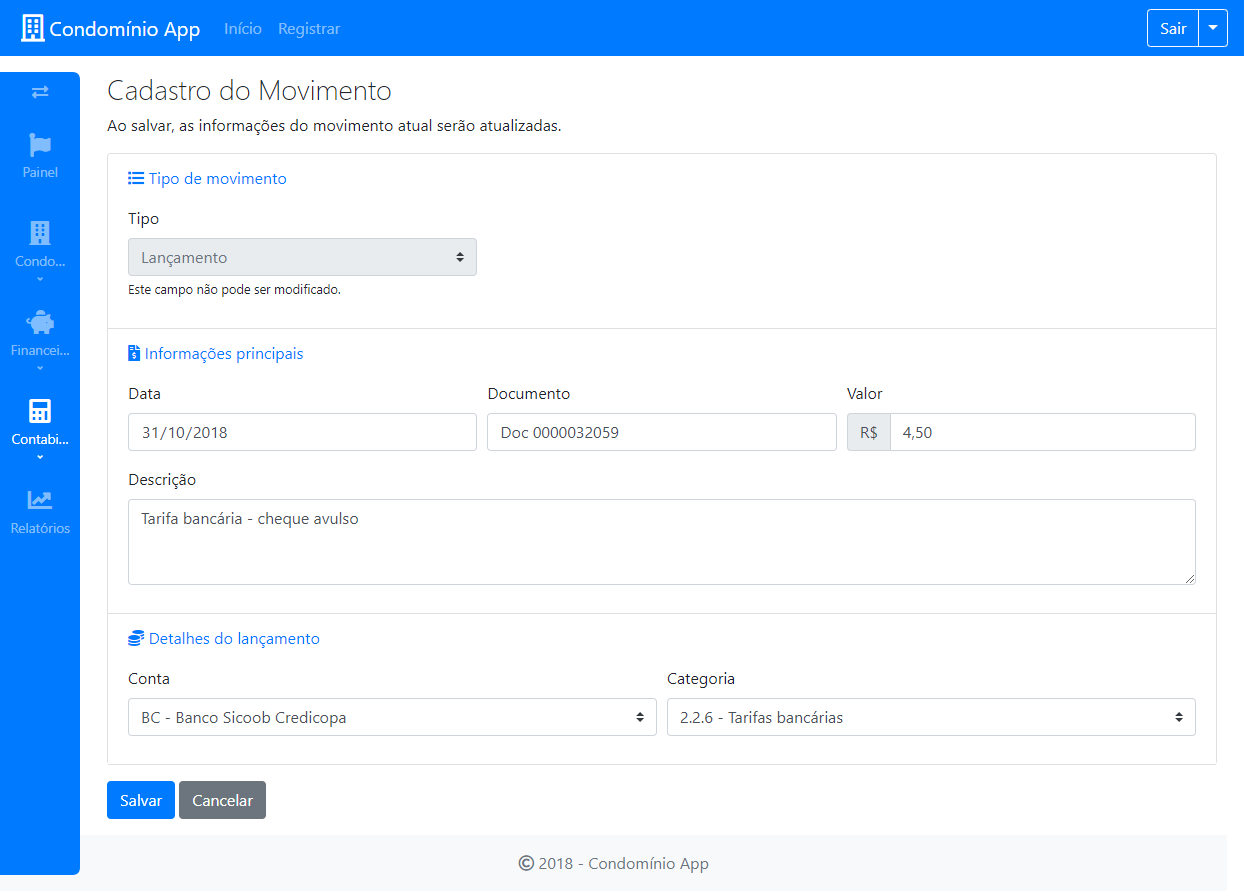 Condomínio App Início Registrar Sair
Painel
Condo...
Financei...
Contabi...
Relatórios
Cadastro do Movimento
Ao salvar, as informações do movimento atual serão atualizadas.
Tipo de movimento
Tipo
Lançamento
Este campo não pode ser modificado.
Informações principais
Data Documento Valor
31/10/2018 Doc 0000032059 R$ 4,50
Descrição
Tarifa bancária - cheque avulso
Detalhes do lançamento
Conta Categoria
BC - Banco Sicoob Credicopa 2.2.6 - Tarifas bancárias
Salvar Cancelar
© 2018 - Condomínio App